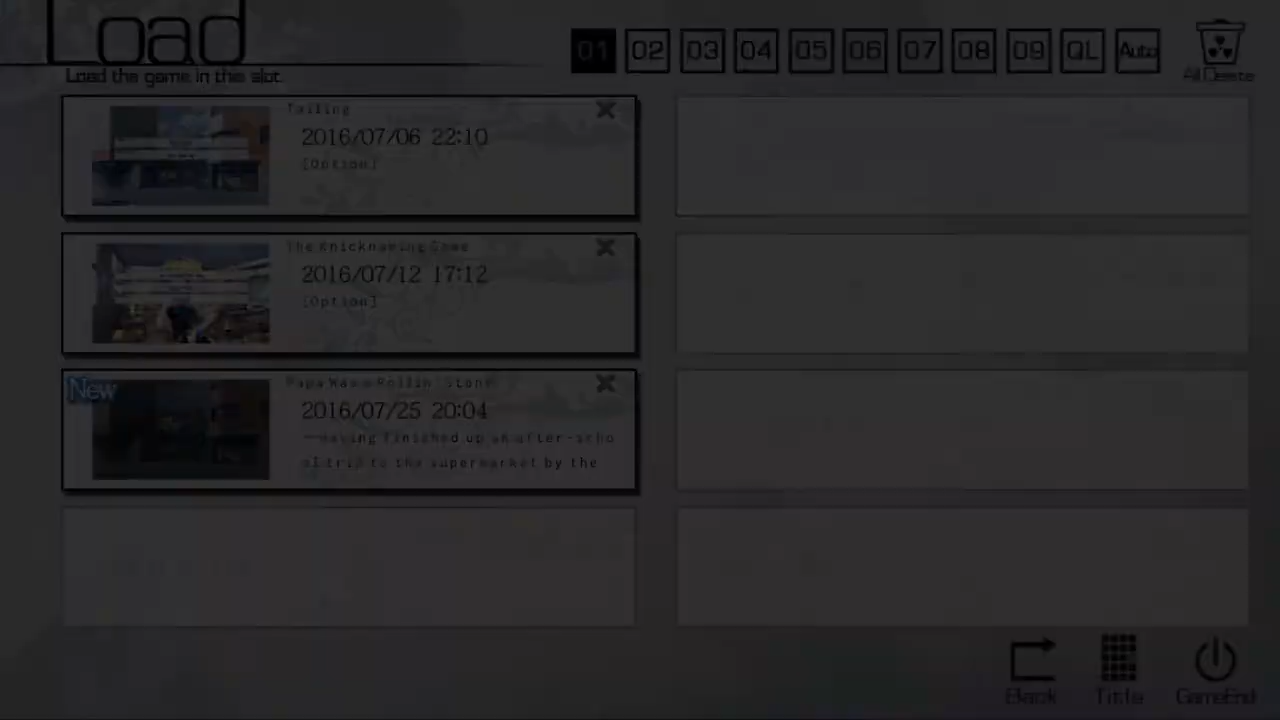 Load
Load the game in this slot.
01 02 03 04 05 06 07 08 09 QL Auto
All Delete
Tailing
2016/07/06 22:10
[Option]
The Knicknaming Game
2016/07/12 17:12
[Option]
New
Papa Was a Rollin' Stone
2016/07/25 20:04
—Having finished up an after-scho
ol trip to the supermarket by the
Back Title GameEnd